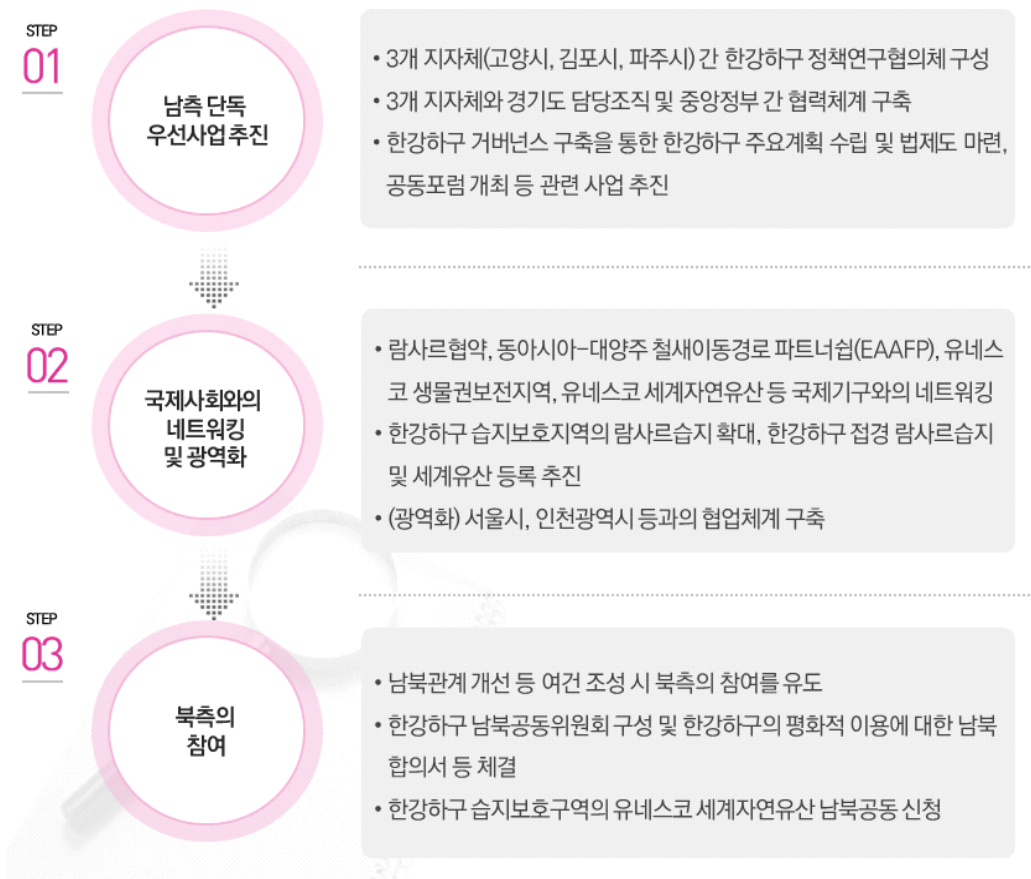 STEP
01
남측 단독
우선사업 추진
• 3개 지자체(고양시, 김포시, 파주시) 간 한강하구 정책연구협의체 구성
• 3개 지자체와 경기도 담당조직 및 중앙정부 간 협력체계 구축
• 한강하구 거버넌스 구축을 통한 한강하구 주요계획 수립 및 법제도 마련,
공동포럼 개최 등 관련 사업 추진
STEP
02
국제사회와의
네트워킹
및 광역화
• 람사르협약, 동아시아-대양주 철새이동경로 파트너쉽(EAAFP), 유네스
코 생물권보전지역, 유네스코 세계자연유산 등 국제기구와의 네트워킹
• 한강하구 습지보호지역의 람사르습지 확대, 한강하구 접경 람사르습지
및 세계유산 등록 추진
• (광역화) 서울시, 인천광역시 등과의 협업체계 구축
STEP
03
북측의
참여
• 남북관계 개선 등 여건 조성 시 북측의 참여를 유도
• 한강하구 남북공동위원회 구성 및 한강하구의 평화적 이용에 대한 남북
합의서 등 체결
• 한강하구 습지보호구역의 유네스코 세계자연유산 남북공동 신청